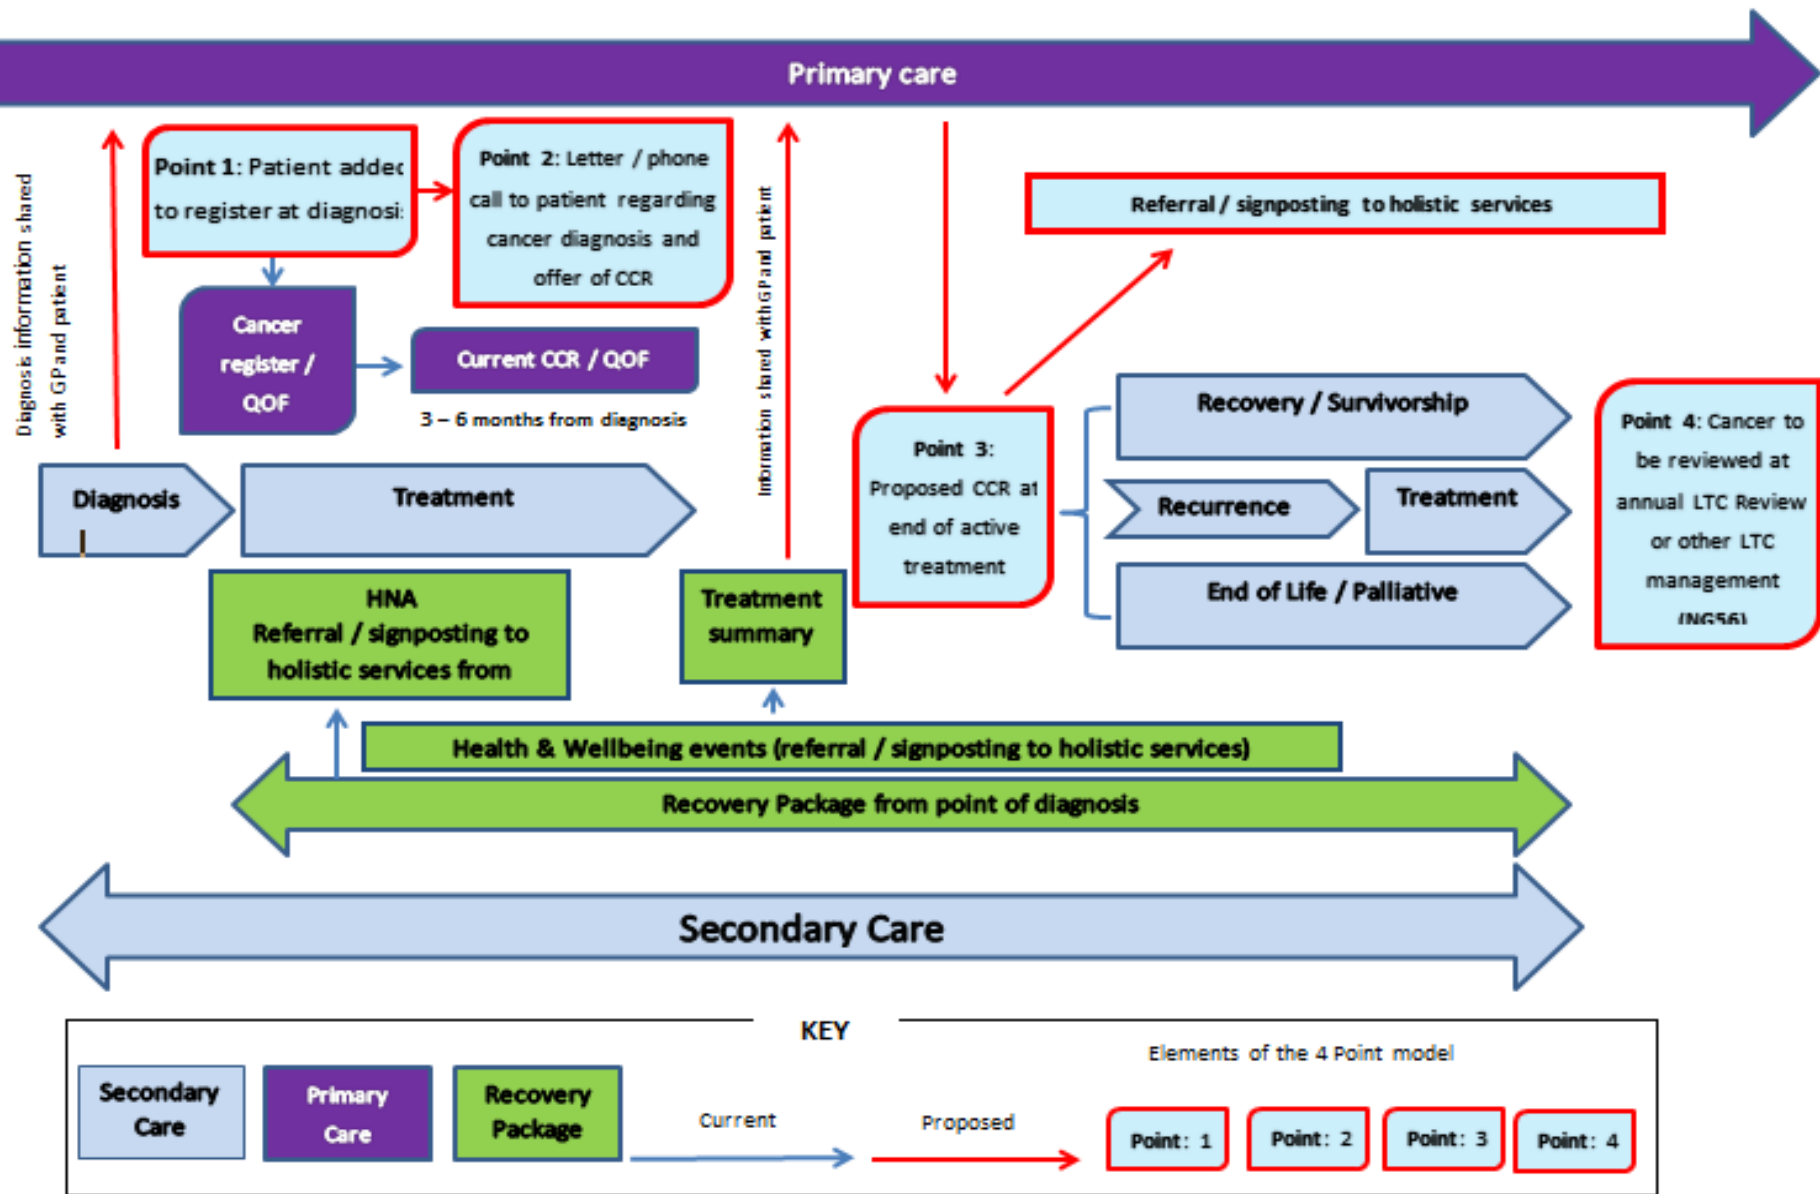 Primary care
Diagnosis information shared
with GP and patient
Point 1: Patient added
to register at diagnosi
Point 2: Letter / phone
call to patient regarding
cancer diagnosis and
offer of CCR
Information shared with GP and patient
Referral / signposting to holistic services
Cancer
register /
QOF
Current CCR / QOF
3 – 6 months from diagnosis
Diagnosis
Treatment
Point 3:
Proposed CCR at
end of active
treatment
Recovery / Survivorship
Recurrence
Treatment
End of Life / Palliative
Point 4: Cancer to
be reviewed at
annual LTC Review
or other LTC
management
(NG56)
HNA
Referral / signposting to
holistic services from
Treatment
summary
Health & Wellbeing events (referral / signposting to holistic services)
Recovery Package from point of diagnosis
Secondary Care
KEY
Secondary
Care
Primary
Care
Recovery
Package
Current
Proposed
Elements of the 4 Point model
Point: 1
Point: 2
Point: 3
Point: 4